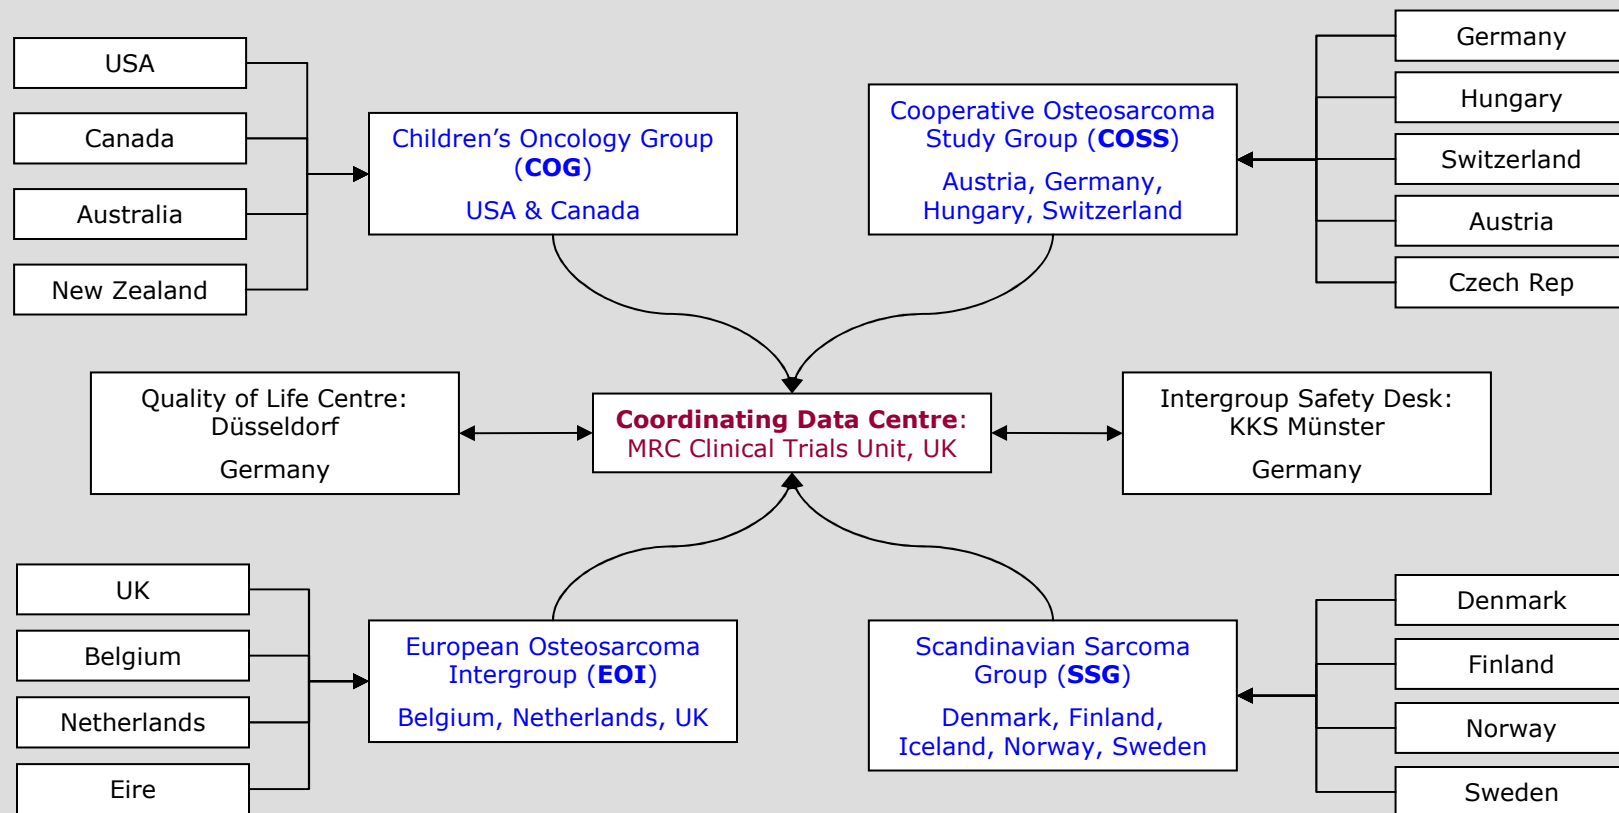 USA
Canada
Australia
New Zealand
Children's Oncology Group
(COG)
USA & Canada
Cooperative Osteosarcoma
Study Group (COSS)
Austria, Germany,
Hungary, Switzerland
Germany
Hungary
Switzerland
Austria
Czech Rep
Quality of Life Centre:
Düsseldorf
Germany
Coordinating Data Centre:
MRC Clinical Trials Unit, UK
Intergroup Safety Desk:
KKS Münster
Germany
UK
Belgium
Netherlands
Eire
European Osteosarcoma
Intergroup (EOI)
Belgium, Netherlands, UK
Scandinavian Sarcoma
Group (SSG)
Denmark, Finland,
Iceland, Norway, Sweden
Denmark
Finland
Norway
Sweden